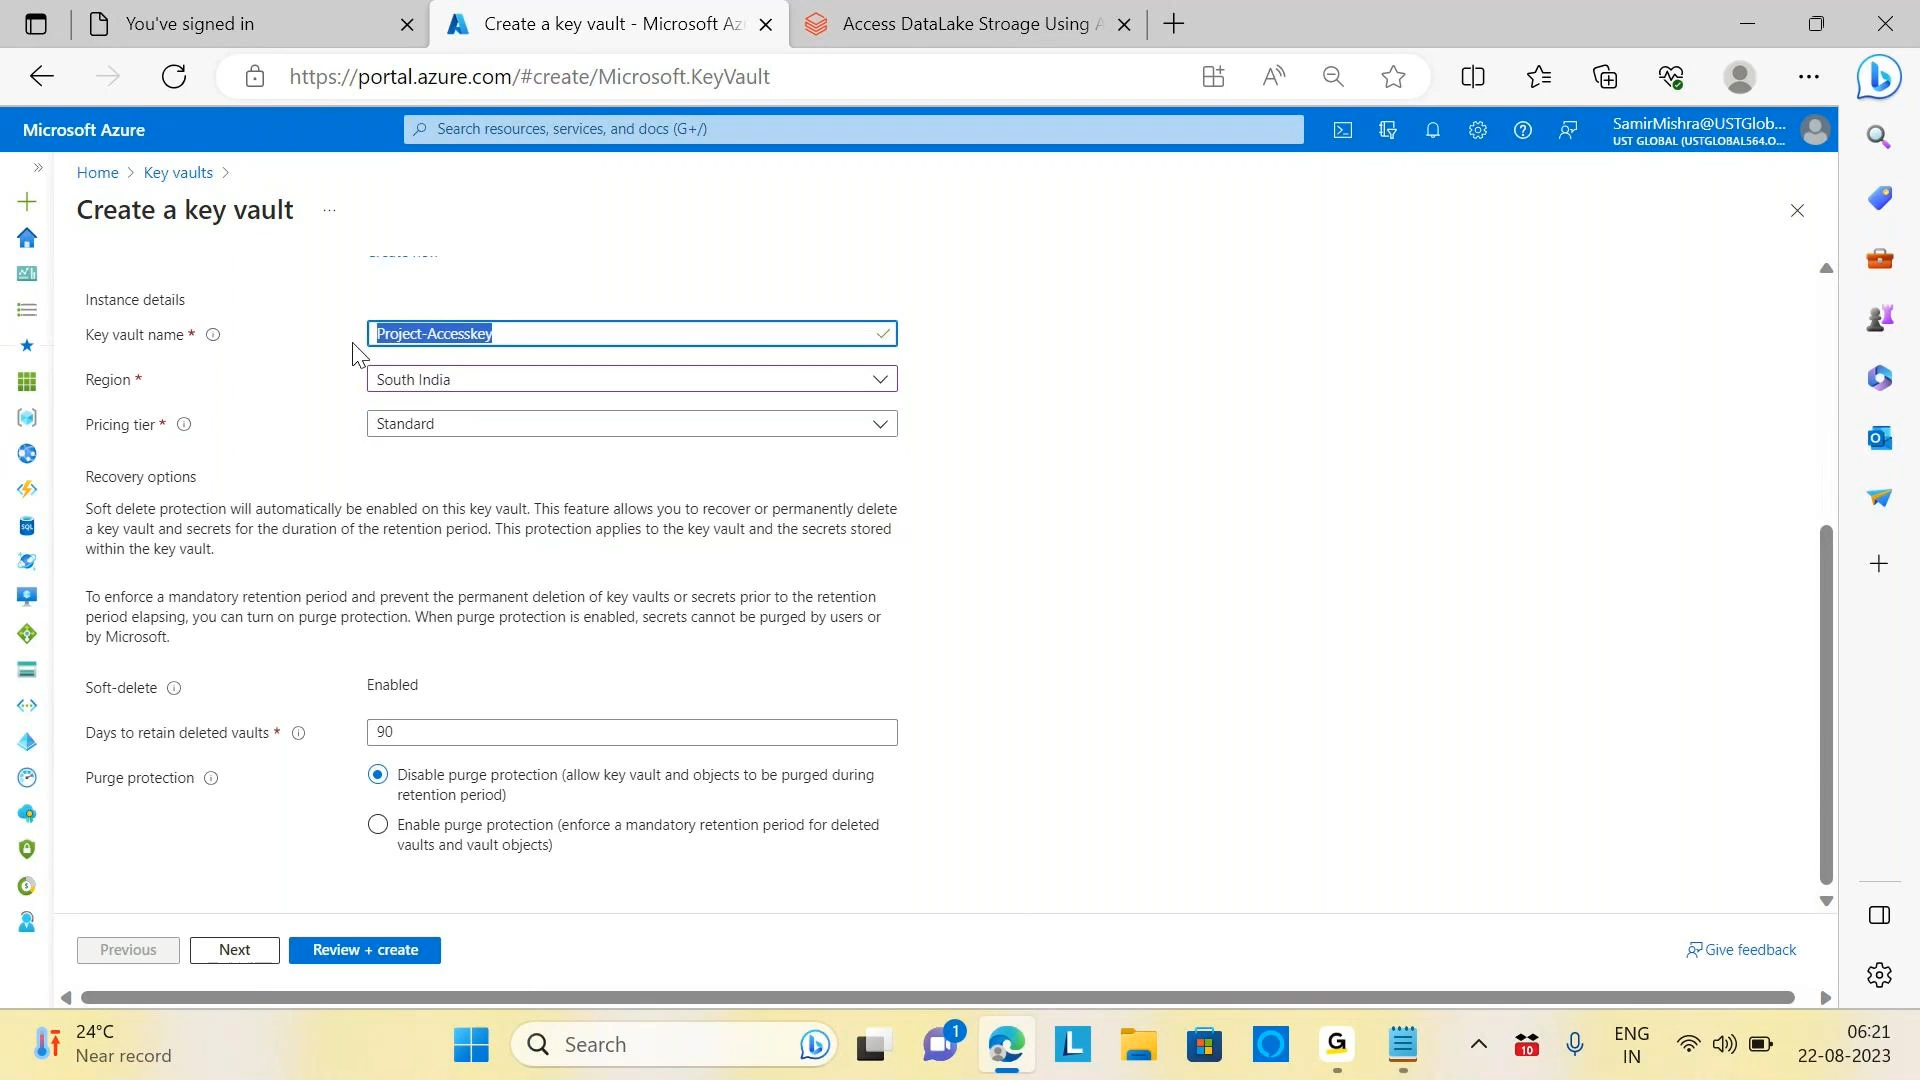 You've signed in
Create a key vault - Microsoft Az
Access DataLake Stroage Using A
https://portal.azure.com/#create/Microsoft.KeyVault
Microsoft Azure
Search resources, services, and docs (G+/)
SamirMishra@USTGlob...
UST GLOBAL (USTGLOBAL564.O...
Home > Key vaults >
Create a key vault ...
Instance details
Key vault name *
Project-Accesskey
Region *
South India
Pricing tier *
Standard
Recovery options
Soft delete protection will automatically be enabled on this key vault. This feature allows you to recover or permanently delete
a key vault and secrets for the duration of the retention period. This protection applies to the key vault and the secrets stored
within the key vault.
To enforce a mandatory retention period and prevent the permanent deletion of key vaults or secrets prior to the retention
period elapsing, you can turn on purge protection. When purge protection is enabled, secrets cannot be purged by users or
by Microsoft.
Soft-delete
Enabled
Days to retain deleted vaults *
90
Purge protection
Disable purge protection (allow key vault and objects to be purged during
retention period)
Enable purge protection (enforce a mandatory retention period for deleted
vaults and vault objects)
Previous
Next
Review + create
Give feedback
24°C
Near record
Search
1
10
ENG
IN
06:21
22-08-2023